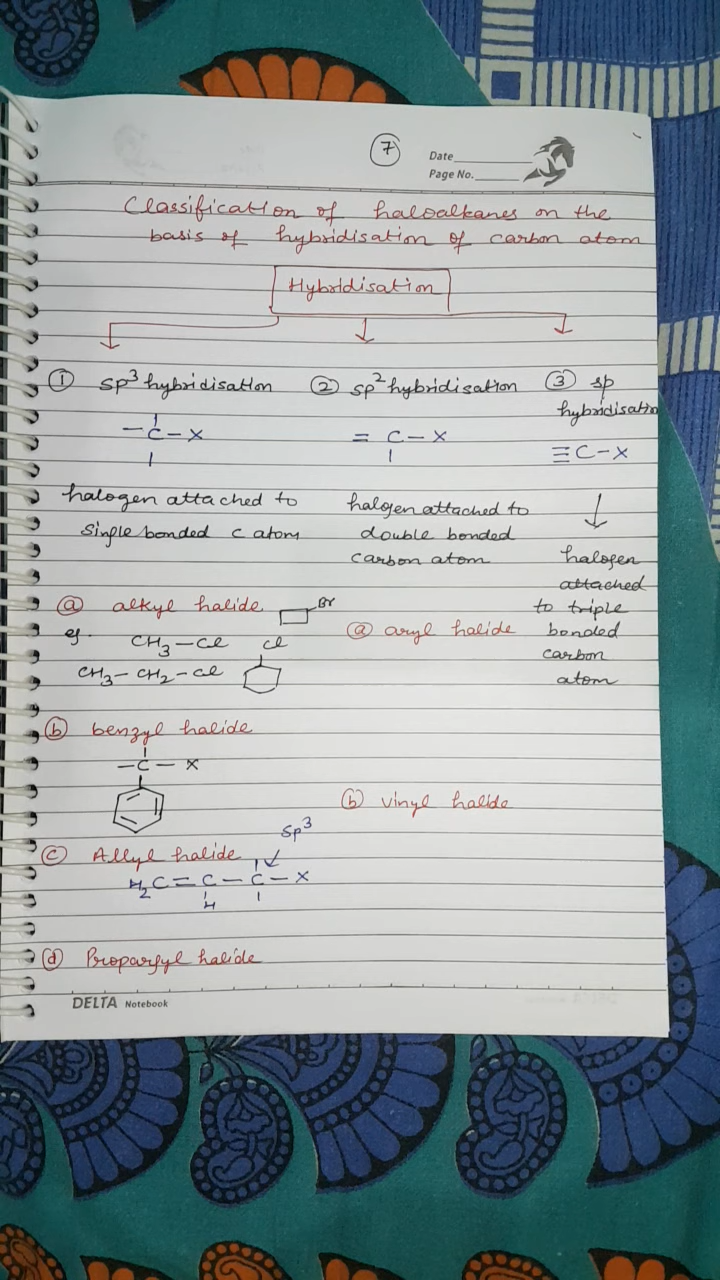 7
Date
Page No.
Classification of haloalkanes on the
basis of hybridisation of carbon atom
Hybridisation
① sp³ hybridisation
– C – X
halogen attached to
single bonded c atom
ⓐ alkyl halide
Br
eg. CH₃–Cl
Cl
CH₃–CH₂–Cl
ⓑ benzyl halide
– C – X
ⓒ Allyl halide
sp³
H₂C = C – C – X
H
ⓓ Propargyl halide
② sp² hybridisation
= C – X
halogen attached to
double bonded
carbon atom
ⓐ aryl halide
ⓑ vinyl halide
③ sp
hybridisatio
≡C–X
halogen
attached
to triple
bonded
carbon
atom
DELTA Notebook